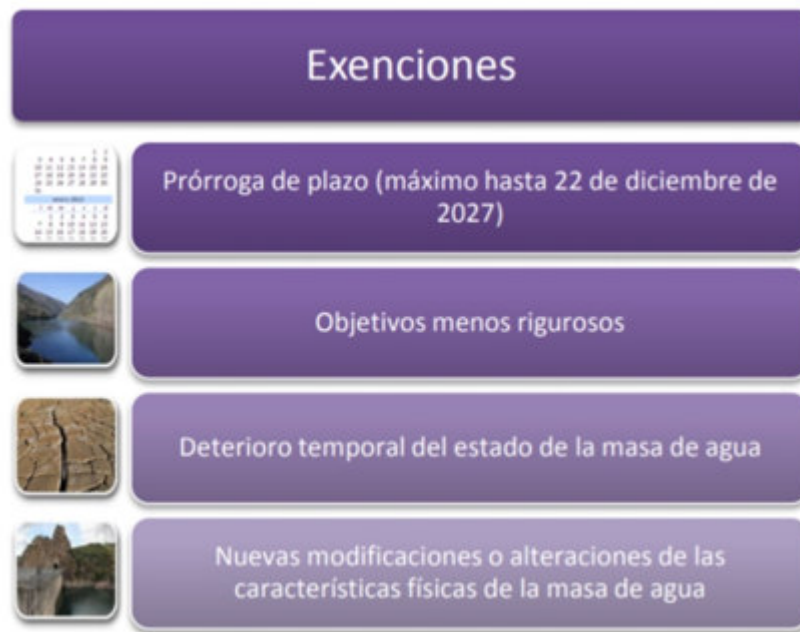 Exenciones
Prórroga de plazo (máximo hasta 22 de diciembre de
2027)
Objetivos menos rigurosos
Deterioro temporal del estado de la masa de agua
Nuevas modificaciones o alteraciones de las
características físicas de la masa de agua